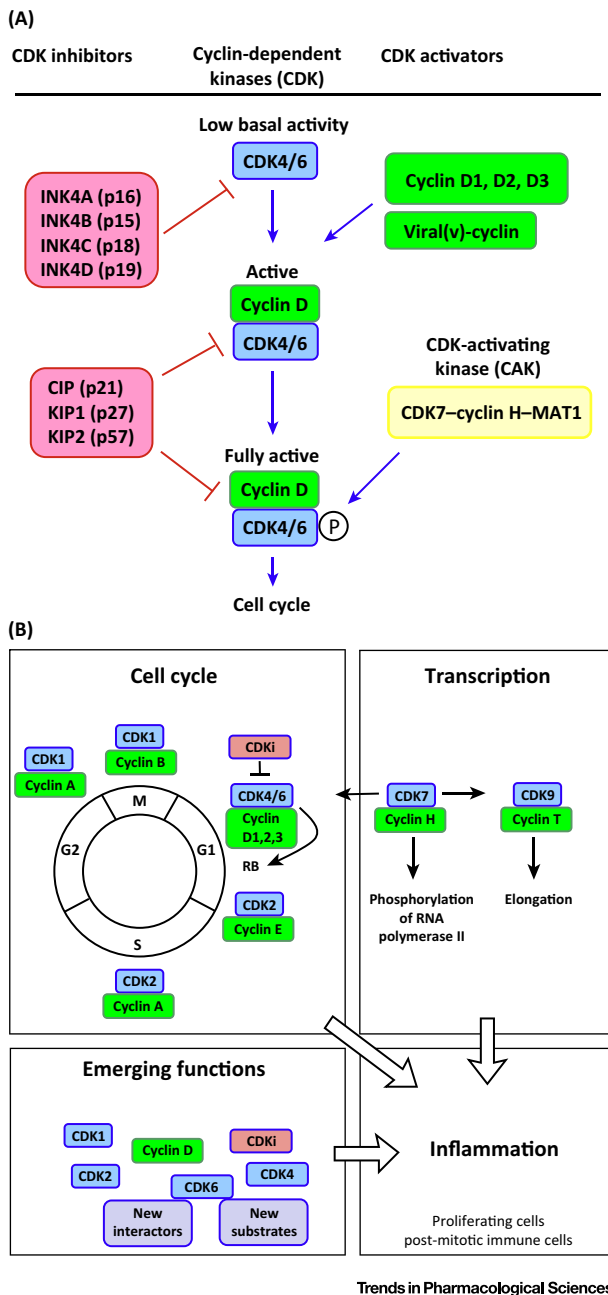 (A)
CDK inhibitors
Cyclin-dependent
kinases (CDK)
CDK activators
Low basal activity
CDK4/6
INK4A (p16)
INK4B (p15)
INK4C (p18)
INK4D (p19)
Cyclin D1, D2, D3
Viral(v)-cyclin
Active
Cyclin D
CDK4/6
CIP (p21)
KIP1 (p27)
KIP2 (p57)
CDK-activating
kinase (CAK)
CDK7–cyclin H–MAT1
Fully active
Cyclin D
CDK4/6
P
Cell cycle
(B)
Cell cycle
CDK1
Cyclin B
CDK1
Cyclin A
CDKi
CDK4/6
Cyclin
D1,2,3
M
G2
G1
RB
S
CDK2
Cyclin E
CDK2
Cyclin A
Transcription
CDK7
Cyclin H
CDK9
Cyclin T
Phosphorylation
of RNA
polymerase II
Elongation
Emerging functions
CDK1
Cyclin D
CDKi
CDK2
CDK6
CDK4
New
interactors
New
substrates
Inflammation
Proliferating cells
post-mitotic immune cells
Trends in Pharmacological Sciences